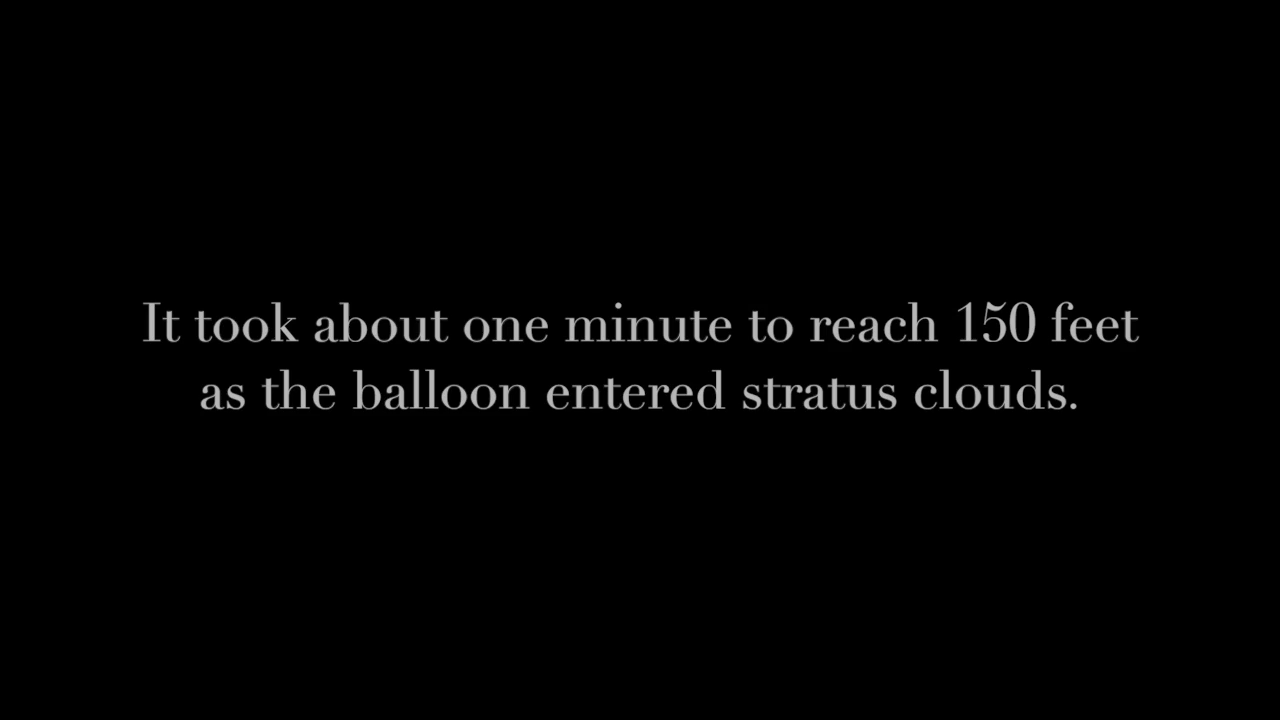 It took about one minute to reach 150 feet
as the balloon entered stratus clouds.